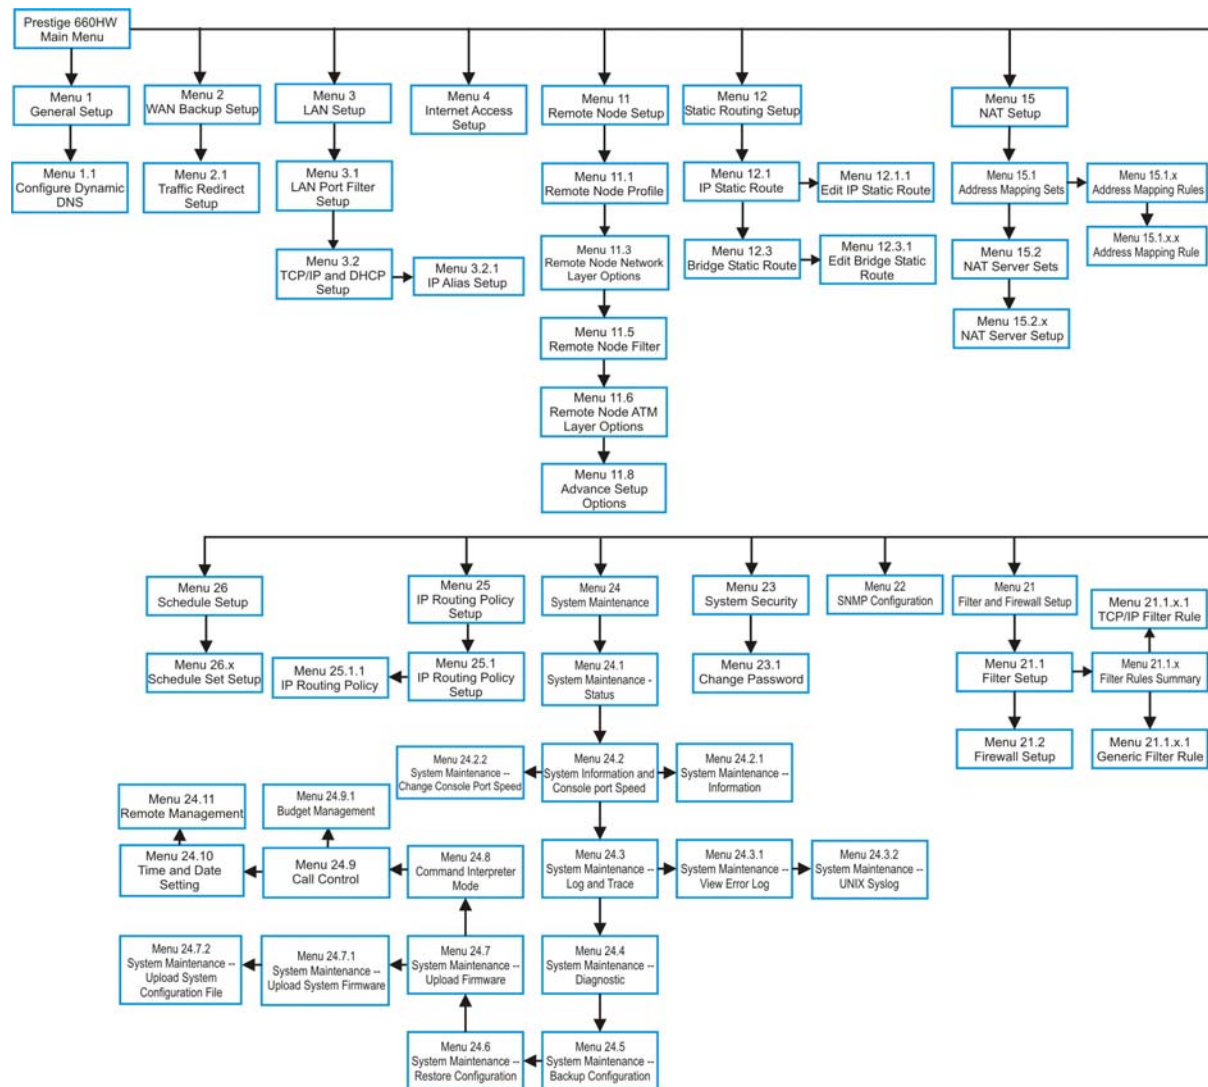 Prestige 660HW
Main Menu
Menu 1
General Setup
Menu 2
WAN Backup Setup
Menu 3
LAN Setup
Menu 4
Internet Access
Setup
Menu 11
Remote Node Setup
Menu 12
Static Routing Setup
Menu 15
NAT Setup
Menu 1.1
Configure Dynamic
DNS
Menu 2.1
Traffic Redirect
Setup
Menu 3.1
LAN Port Filter
Setup
Menu 11.1
Remote Node Profile
Menu 12.1
IP Static Route
Menu 12.1.1
Edit IP Static Route
Menu 15.1
Address Mapping Sets
Menu 15.1.x
Address Mapping Rules
Menu 3.2
TCP/IP and DHCP
Setup
Menu 3.2.1
IP Alias Setup
Menu 11.3
Remote Node Network
Layer Options
Menu 12.3
Bridge Static Route
Menu 12.3.1
Edit Bridge Static
Route
Menu 15.2
NAT Server Sets
Menu 15.1.x.x
Address Mapping Rule
Menu 11.5
Remote Node Filter
Menu 15.2.x
NAT Server Setup
Menu 11.6
Remote Node ATM
Layer Options
Menu 11.8
Advance Setup
Options
Menu 26
Schedule Setup
Menu 25
IP Routing Policy
Setup
Menu 24
System Maintenance
Menu 23
System Security
Menu 22
SNMP Configuration
Menu 21
Filter and Firewall Setup
Menu 21.1.x.1
TCP/IP Filter Rule
Menu 26.x
Schedule Set Setup
Menu 25.1.1
IP Routing Policy
Menu 25.1
IP Routing Policy
Setup
Menu 24.1
System Maintenance -
Status
Menu 23.1
Change Password
Menu 21.1
Filter Setup
Menu 21.1.x
Filter Rules Summary
Menu 21.2
Firewall Setup
Menu 21.1.x.1
Generic Filter Rule
Menu 24.2.2
System Maintenance --
Change Console Port Speed
Menu 24.2
System Information and
Console port Speed
Menu 24.2.1
System Maintenance --
Information
Menu 24.11
Remote Management
Menu 24.9.1
Budget Management
Menu 24.10
Time and Date
Setting
Menu 24.9
Call Control
Menu 24.8
Command Interpreter
Mode
Menu 24.3
System Maintenance --
Log and Trace
Menu 24.3.1
System Maintenance --
View Error Log
Menu 24.3.2
System Maintenance --
UNIX Syslog
Menu 24.7.2
System Maintenance --
Upload System
Configuration File
Menu 24.7.1
System Maintenance --
Upload System Firmware
Menu 24.7
System Maintenance --
Upload Firmware
Menu 24.4
System Maintenance --
Diagnostic
Menu 24.6
System Maintenance --
Restore Configuration
Menu 24.5
System Maintenance --
Backup Configuration